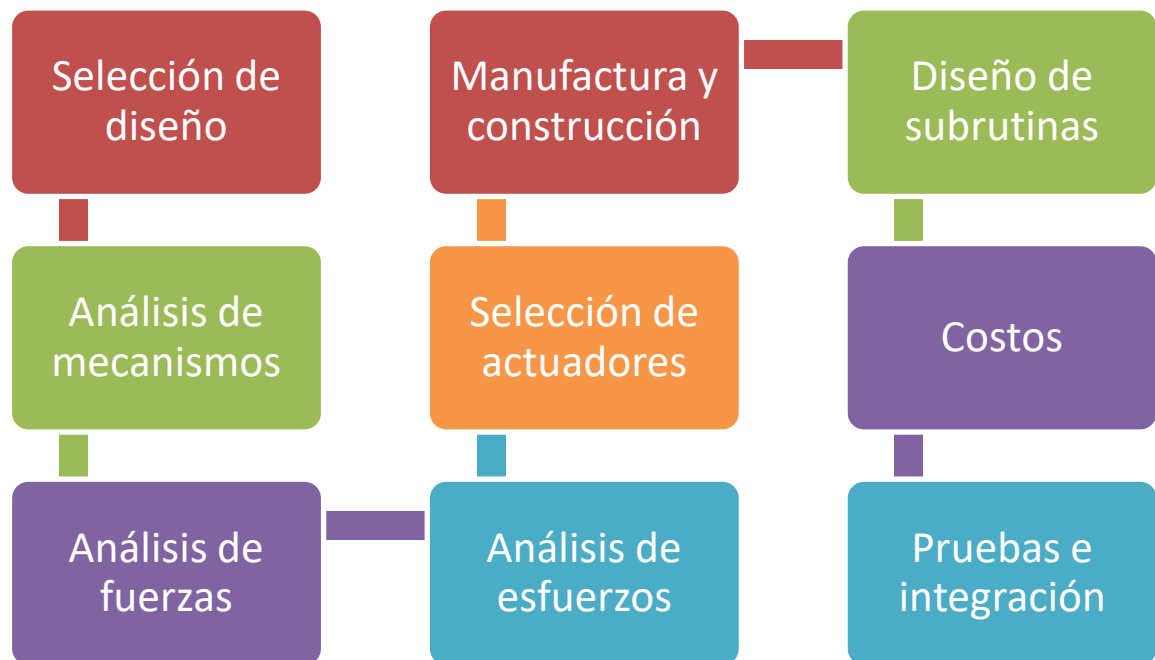 Selección de
diseño
Análisis de
mecanismos
Análisis de
fuerzas
Análisis de
esfuerzos
Selección de
actuadores
Manufactura y
construcción
Diseño de
subrutinas
Costos
Pruebas e
integración